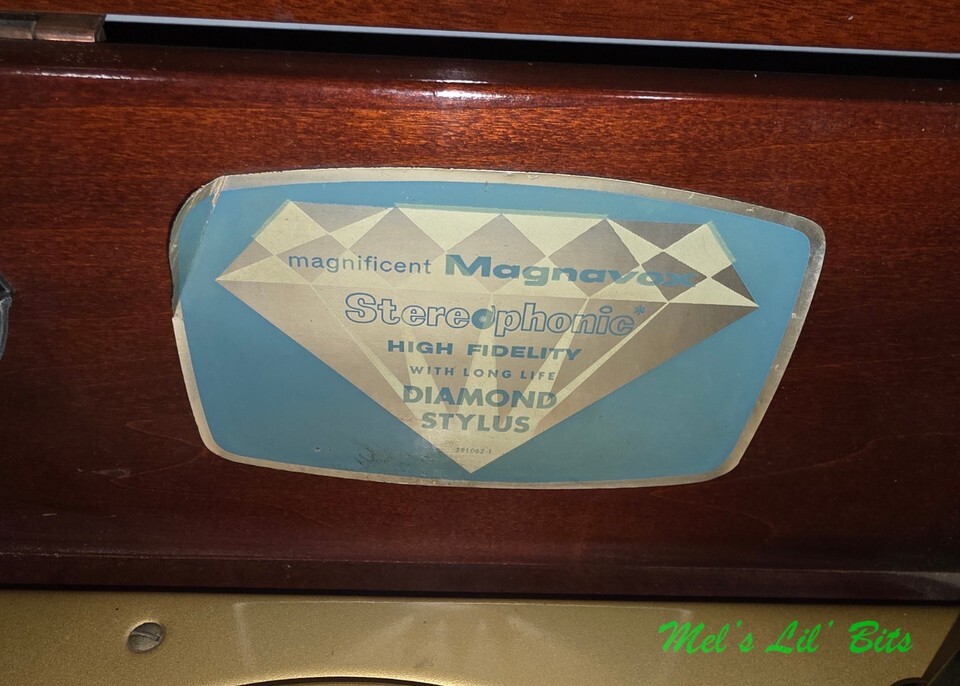 magnificent Magnavox
Stereophonic*
HIGH FIDELITY
WITH LONG LIFE
DIAMOND
STYLUS
Mel's Lil' Bits